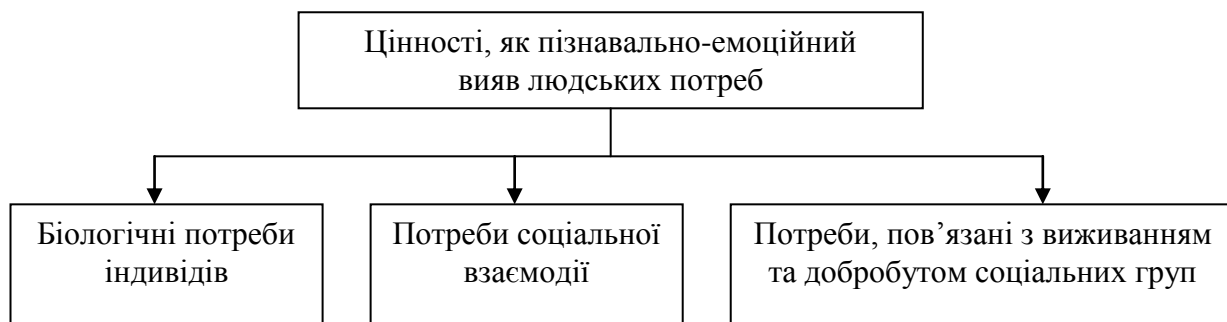 Цінності, як пізнавально-емоційний
вияв людських потреб
Біологічні потреби
індивідів
Потреби соціальної
взаємодії
Потреби, пов’язані з виживанням
та добробутом соціальних груп